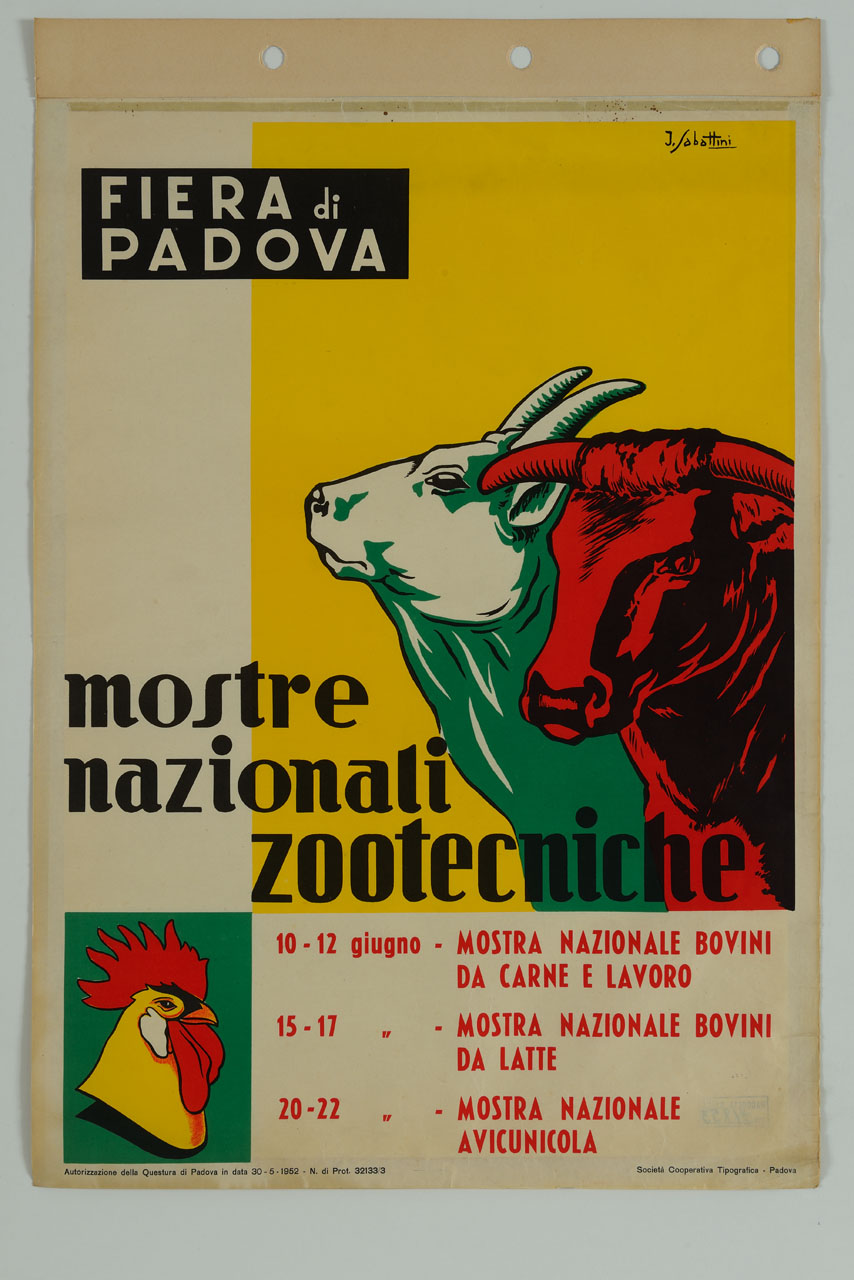 J. Sabattini
FIERA di
PADOVA
mostre
nazionali
zootecniche
10-12 giugno - MOSTRA NAZIONALE BOVINI
DA CARNE E LAVORO
15-17 „ - MOSTRA NAZIONALE BOVINI
DA LATTE
20-22 „ - MOSTRA NAZIONALE
AVICUNICOLA
Autorizzazione della Questura di Padova in data 30-5-1952 - N. di Prot. 32133/3
Società Cooperativa Tipografica - Padova